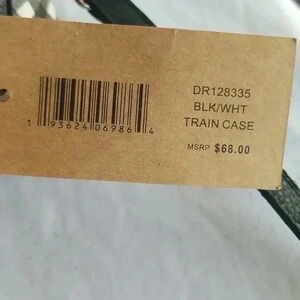 DR128335
BLK/WHT
TRAIN CASE
MSRP $68.00
1 93624 06986 4